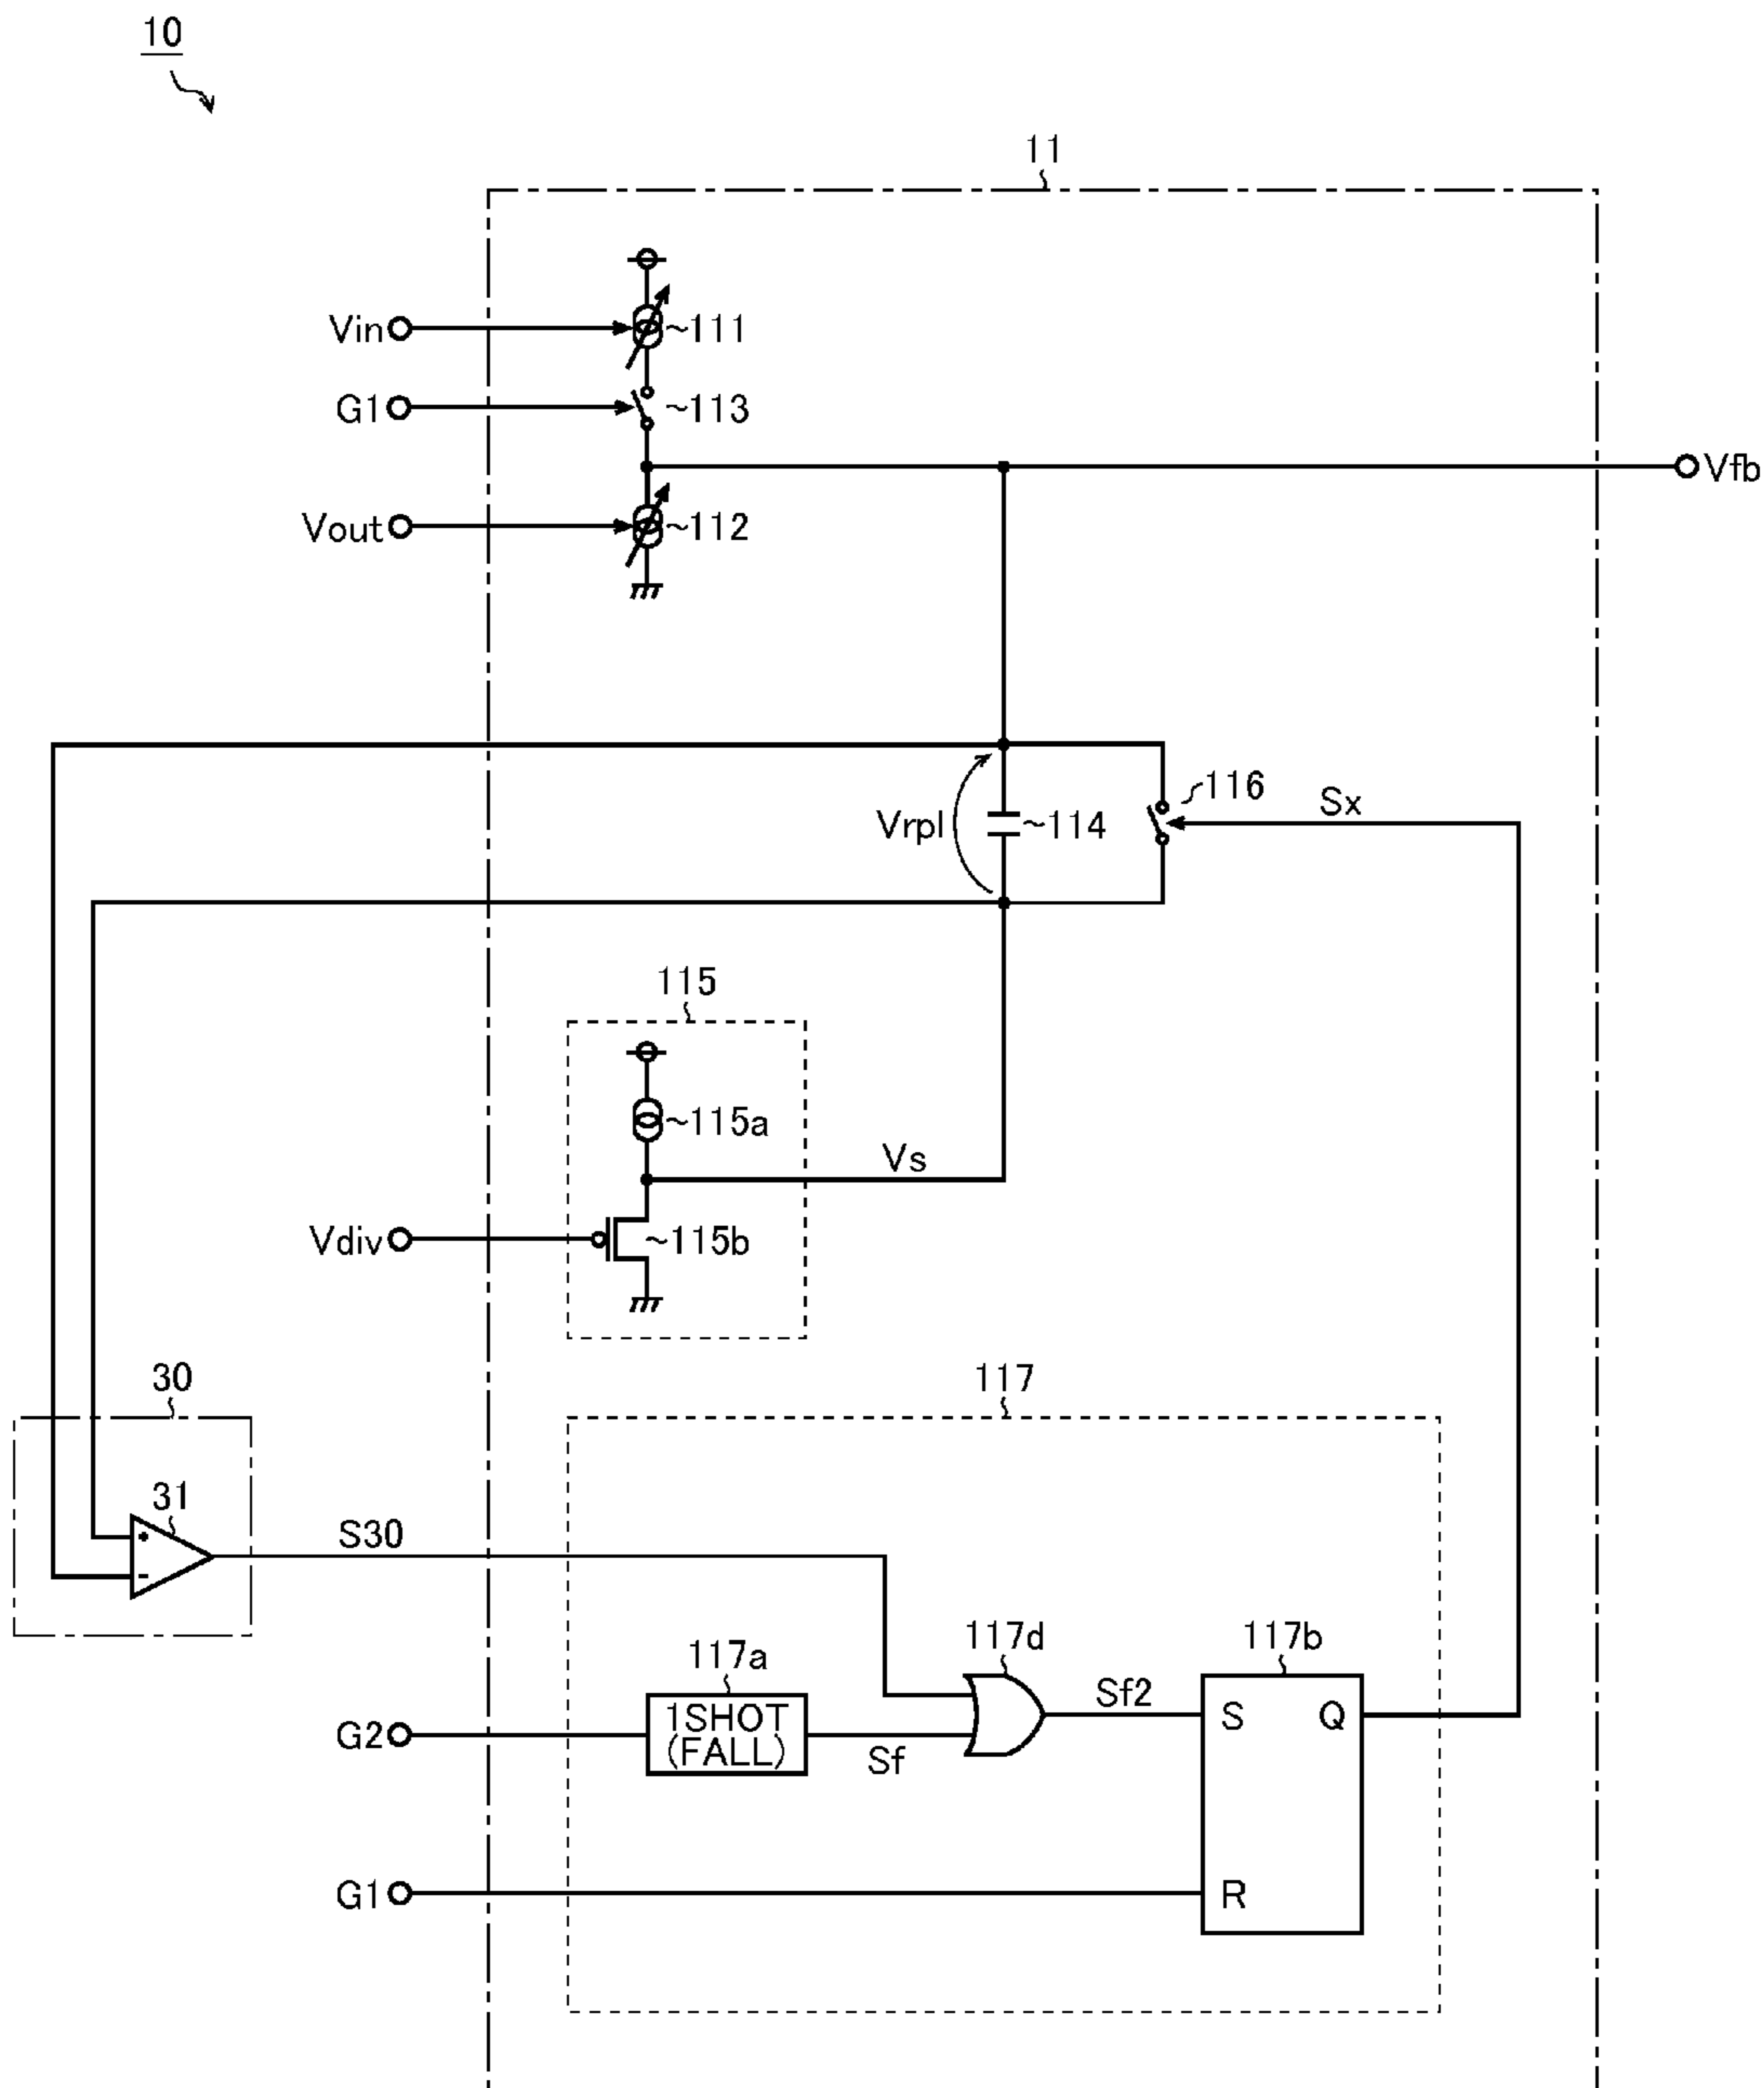 10
11
Vin
~111
G1
~113
Vfb
Vout
~112
116
Sx
Vrpl
~114
115
~115a
Vs
Vdiv
~115b
30
117
31
+
-
S30
117a
117d
117b
1SHOT
(FALL)
Sf2
S
Q
G2
Sf
G1
R